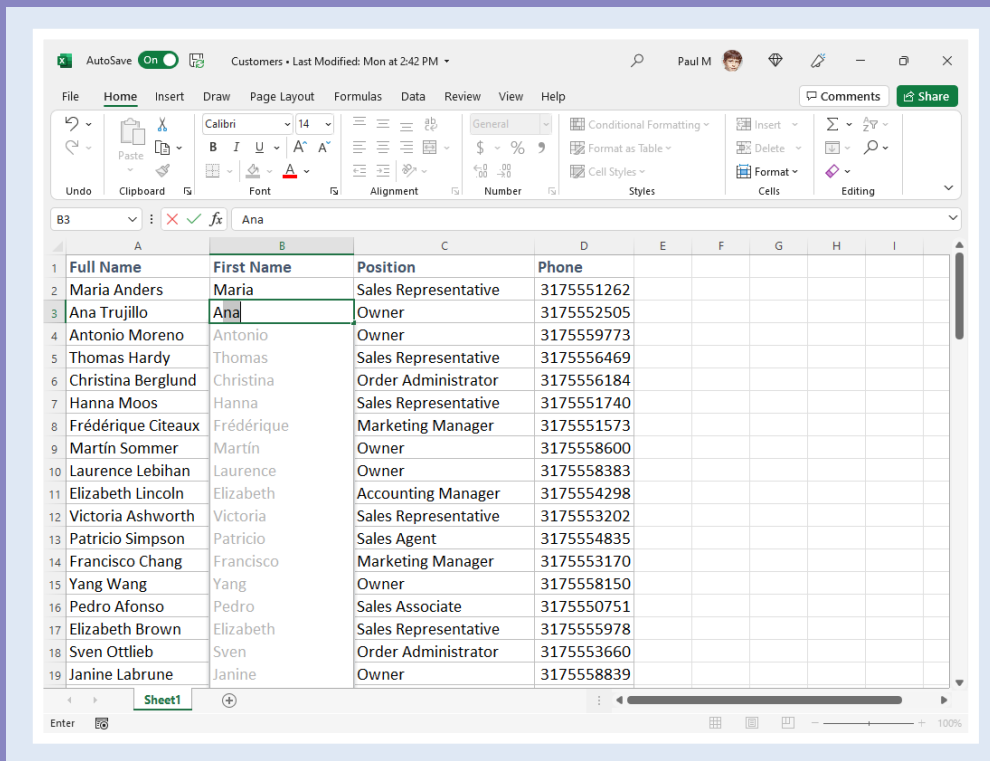 AutoSave On Customers • Last Modified: Mon at 2:42 PM Paul M
File Home Insert Draw Page Layout Formulas Data Review View Help Comments Share
Calibri 14 ab General Conditional Formatting Insert
Paste B I U A A $ % 9 Format as Table Delete
A Cell Styles Format
Undo Clipboard Font Alignment Number Styles Cells Editing
B3 fx Ana
A B C D E F G H I
1 Full Name First Name Position Phone
2 Maria Anders Maria Sales Representative 3175551262
3 Ana Trujillo Ana Owner 3175552505
4 Antonio Moreno Antonio Owner 3175559773
5 Thomas Hardy Thomas Sales Representative 3175556469
6 Christina Berglund Christina Order Administrator 3175556184
7 Hanna Moos Hanna Sales Representative 3175551740
8 Frédérique Citeaux Frédérique Marketing Manager 3175551573
9 Martín Sommer Martín Owner 3175558600
10 Laurence Lebihan Laurence Owner 3175558383
11 Elizabeth Lincoln Elizabeth Accounting Manager 3175554298
12 Victoria Ashworth Victoria Sales Representative 3175553202
13 Patricio Simpson Patricio Sales Agent 3175554835
14 Francisco Chang Francisco Marketing Manager 3175553170
15 Yang Wang Yang Owner 3175558150
16 Pedro Afonso Pedro Sales Associate 3175550751
17 Elizabeth Brown Elizabeth Sales Representative 3175555978
18 Sven Ottlieb Sven Order Administrator 3175553660
19 Janine Labrune Janine Owner 3175558839
Sheet1
Enter 100%